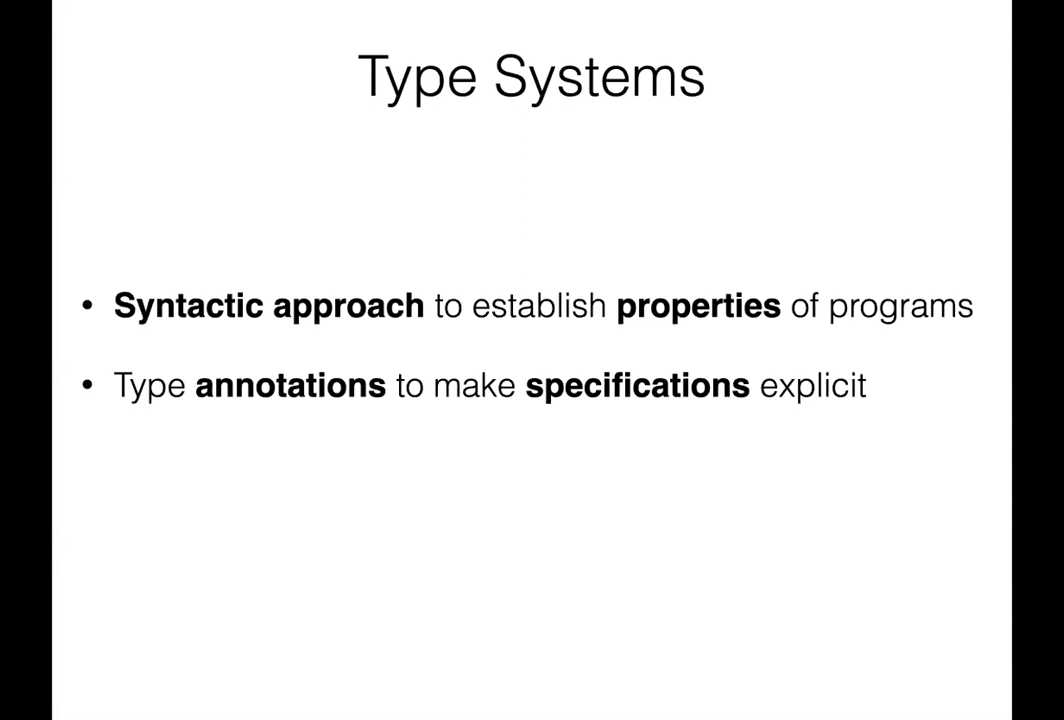 Type Systems
• Syntactic approach to establish properties of programs
• Type annotations to make specifications explicit